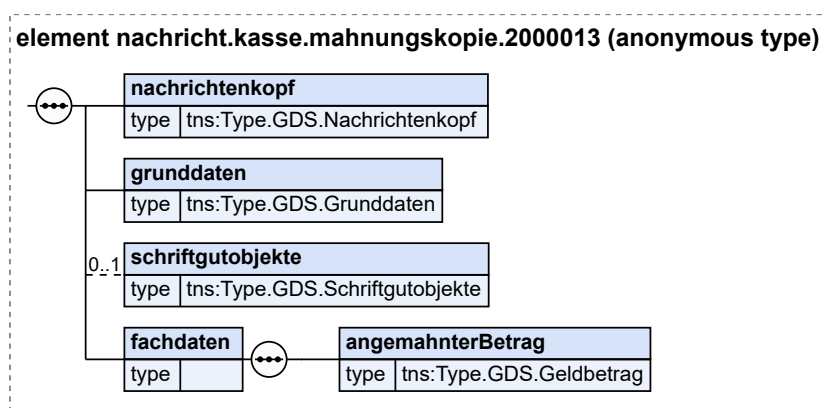 element nachricht.kasse.mahnungskopie.2000013 (anonymous type)
nachrichtenkopf
type tns:Type.GDS.Nachrichtenkopf
grunddaten
type tns:Type.GDS.Grunddaten
0..1
schriftgutobjekte
type tns:Type.GDS.Schriftgutobjekte
fachdaten
type
angemahnterBetrag
type tns:Type.GDS.Geldbetrag